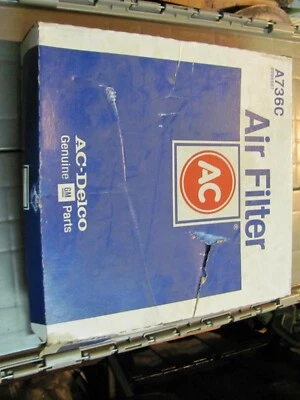 A736C
Air Filter
AC
AC-Delco
Genuine GM Parts